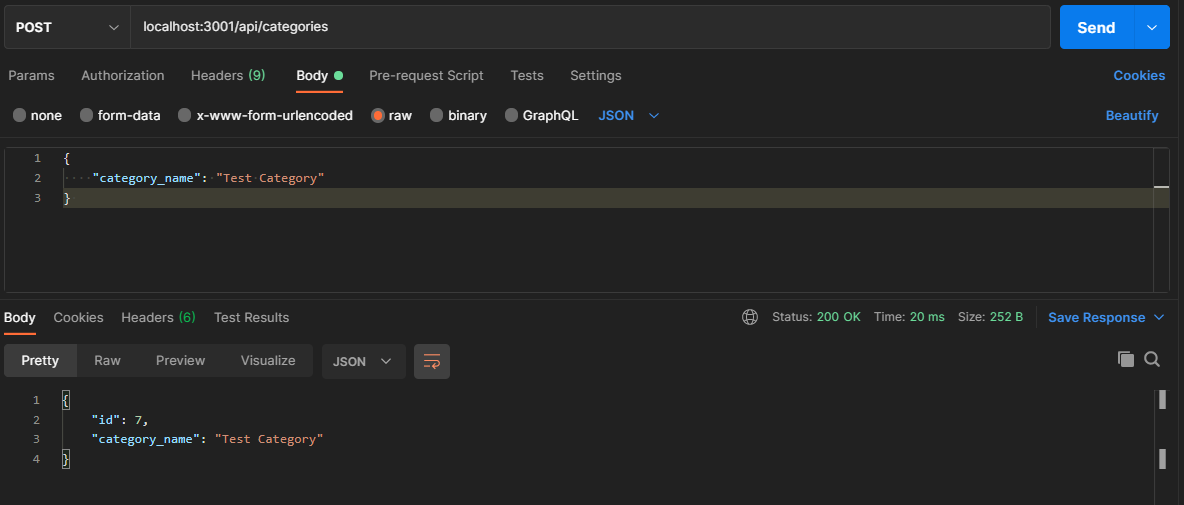 POST localhost:3001/api/categories Send
Params Authorization Headers (9) Body Pre-request Script Tests Settings Cookies
none form-data x-www-form-urlencoded raw binary GraphQL JSON Beautify
1 {
2 "category_name": "Test Category"
3 }
Body Cookies Headers (6) Test Results Status: 200 OK Time: 20 ms Size: 252 B Save Response
Pretty Raw Preview Visualize JSON
1 {
2 "id": 7,
3 "category_name": "Test Category"
4 }